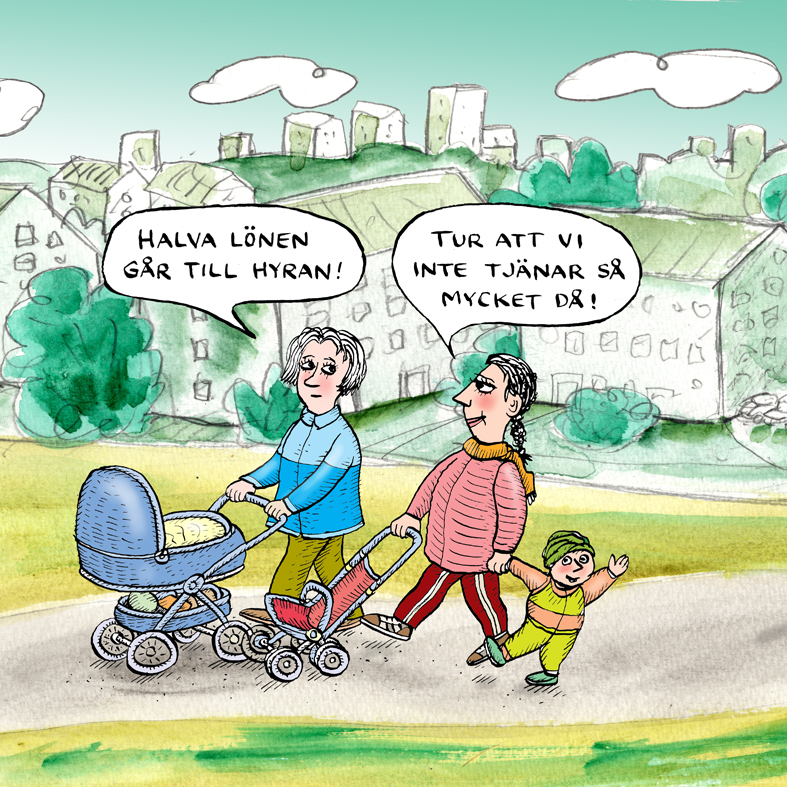 HALVA LÖNEN
GÅR TILL HYRAN!
TUR ATT VI
INTE TJÄNAR SÅ
MYCKET DÅ!